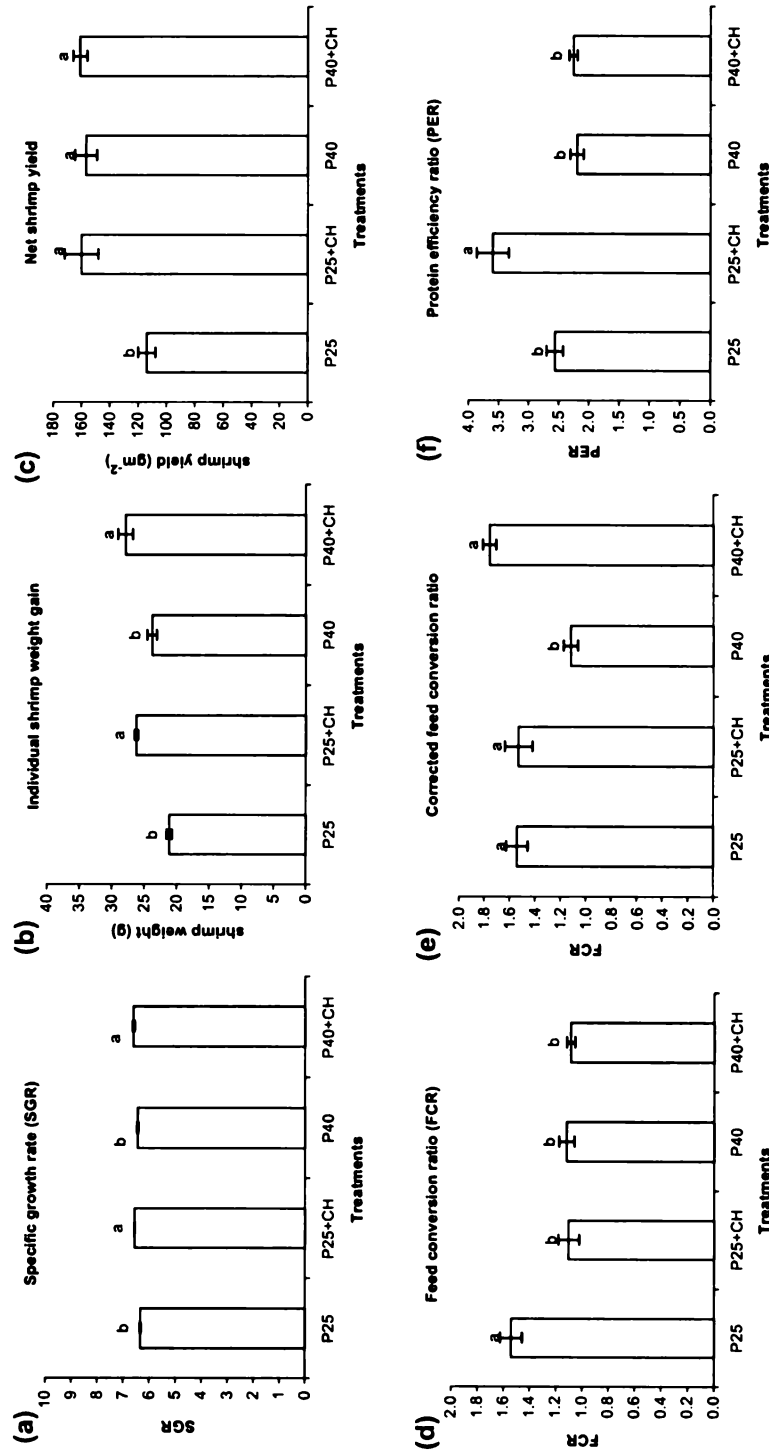 (a)
Specific growth rate (SGR)
SGR
10
9
8
7
6
5
4
3
2
1
0
b
a
b
a
P25
P25+CH
P40
P40+CH
Treatments
(b)
Individual shrimp weight gain
shrimp weight (g)
40
35
30
25
20
15
10
5
0
b
a
b
a
P25
P25+CH
P40
P40+CH
Treatments
(c)
Net shrimp yield
shrimp yield (gm⁻²)
180
160
140
120
100
80
60
40
20
0
b
a
a
a
P25
P25+CH
P40
P40+CH
Treatments
(d)
Feed conversion ratio (FCR)
FCR
2.0
1.8
1.6
1.4
1.2
1.0
0.8
0.6
0.4
0.2
0.0
a
b
b
b
P25
P25+CH
P40
P40+CH
Treatments
(e)
Corrected feed conversion ratio
FCR
2.0
1.8
1.6
1.4
1.2
1.0
0.8
0.6
0.4
0.2
0.0
a
a
b
a
P25
P25+CH
P40
P40+CH
Treatments
(f)
Protein efficiency ratio (PER)
PER
4.0
3.5
3.0
2.5
2.0
1.5
1.0
0.5
0.0
b
a
b
b
P25
P25+CH
P40
P40+CH
Treatments